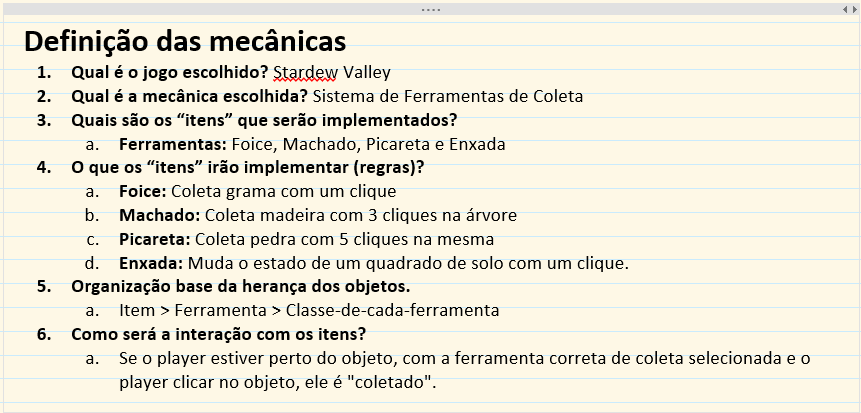 Definição das mecânicas
1. Qual é o jogo escolhido? Stardew Valley
2. Qual é a mecânica escolhida? Sistema de Ferramentas de Coleta
3. Quais são os “itens” que serão implementados?
a. Ferramentas: Foice, Machado, Picareta e Enxada
4. O que os “itens” irão implementar (regras)?
a. Foice: Coleta grama com um clique
b. Machado: Coleta madeira com 3 cliques na árvore
c. Picareta: Coleta pedra com 5 cliques na mesma
d. Enxada: Muda o estado de um quadrado de solo com um clique.
5. Organização base da herança dos objetos.
a. Item > Ferramenta > Classe-de-cada-ferramenta
6. Como será a interação com os itens?
a. Se o player estiver perto do objeto, com a ferramenta correta de coleta selecionada e o
player clicar no objeto, ele é "coletado".